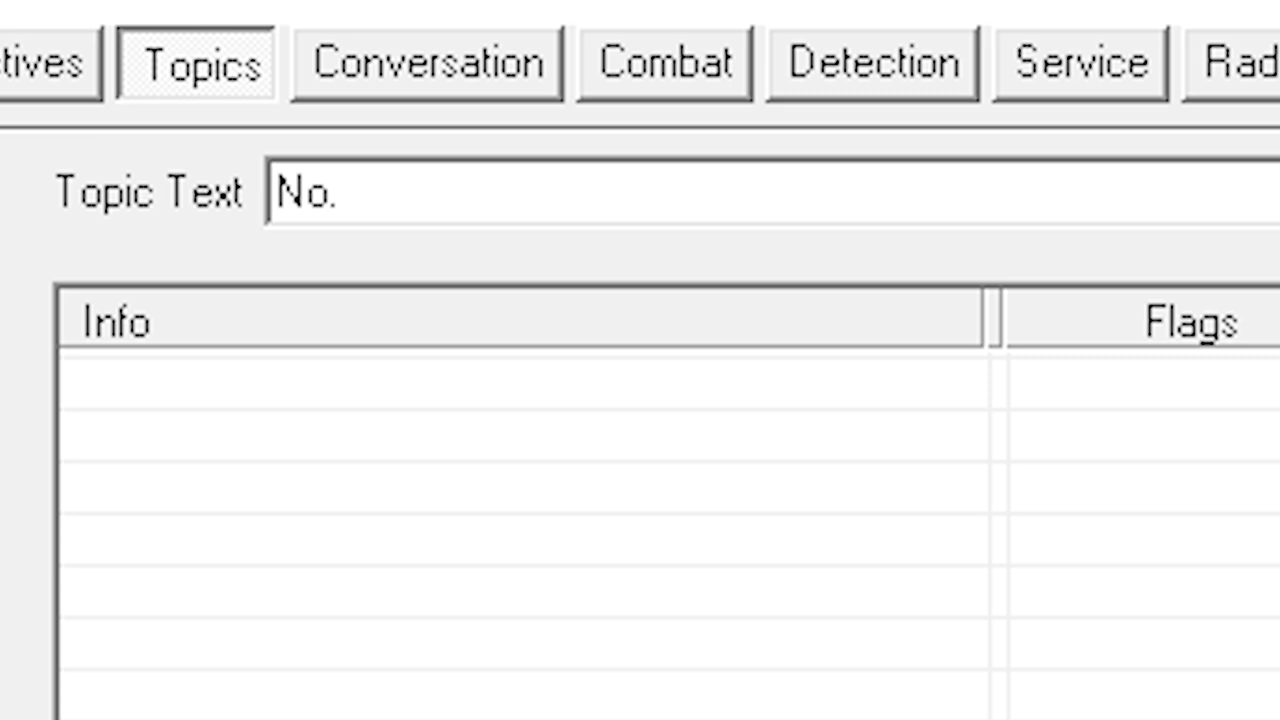 tives Topics Conversation Combat Detection Service Rad
Topic Text No.
Info Flags